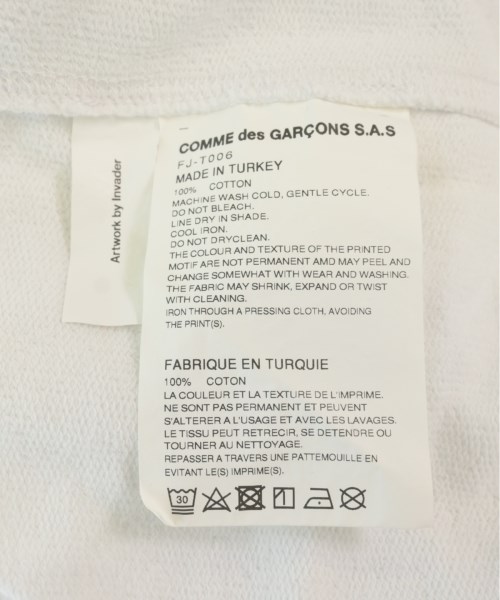 Artwork by Invader
COMME des GARÇONS S.A.S
FJ-T006
MADE IN TURKEY
100% COTTON
MACHINE WASH COLD, GENTLE CYCLE.
DO NOT BLEACH.
LINE DRY IN SHADE.
COOL IRON.
DO NOT DRYCLEAN.
THE COLOUR AND TEXTURE OF THE PRINTED
MOTIF ARE NOT PERMANENT AMD MAY PEEL AND
CHANGE SOMEWHAT WITH WEAR AND WASHING.
THE FABRIC MAY SHRINK, EXPAND OR TWIST
WITH CLEANING.
IRON THROUGH A PRESSING CLOTH, AVOIDING
THE PRINT(S).
FABRIQUE EN TURQUIE
100% COTON
LA COULEUR ET LA TEXTURE DE L'IMPRIME.
NE SONT PAS PERMANENT ET PEUVENT
S'ALTERER A L'USAGE ET AVEC LES LAVAGES.
LE TISSU PEUT RETRECIR, SE DETENDRE OU
TOURNER AU NETTOYAGE.
REPASSER A TRAVERS UNE PATTEMOUILLE EN
EVITANT LE(S) IMPRIME(S).
30